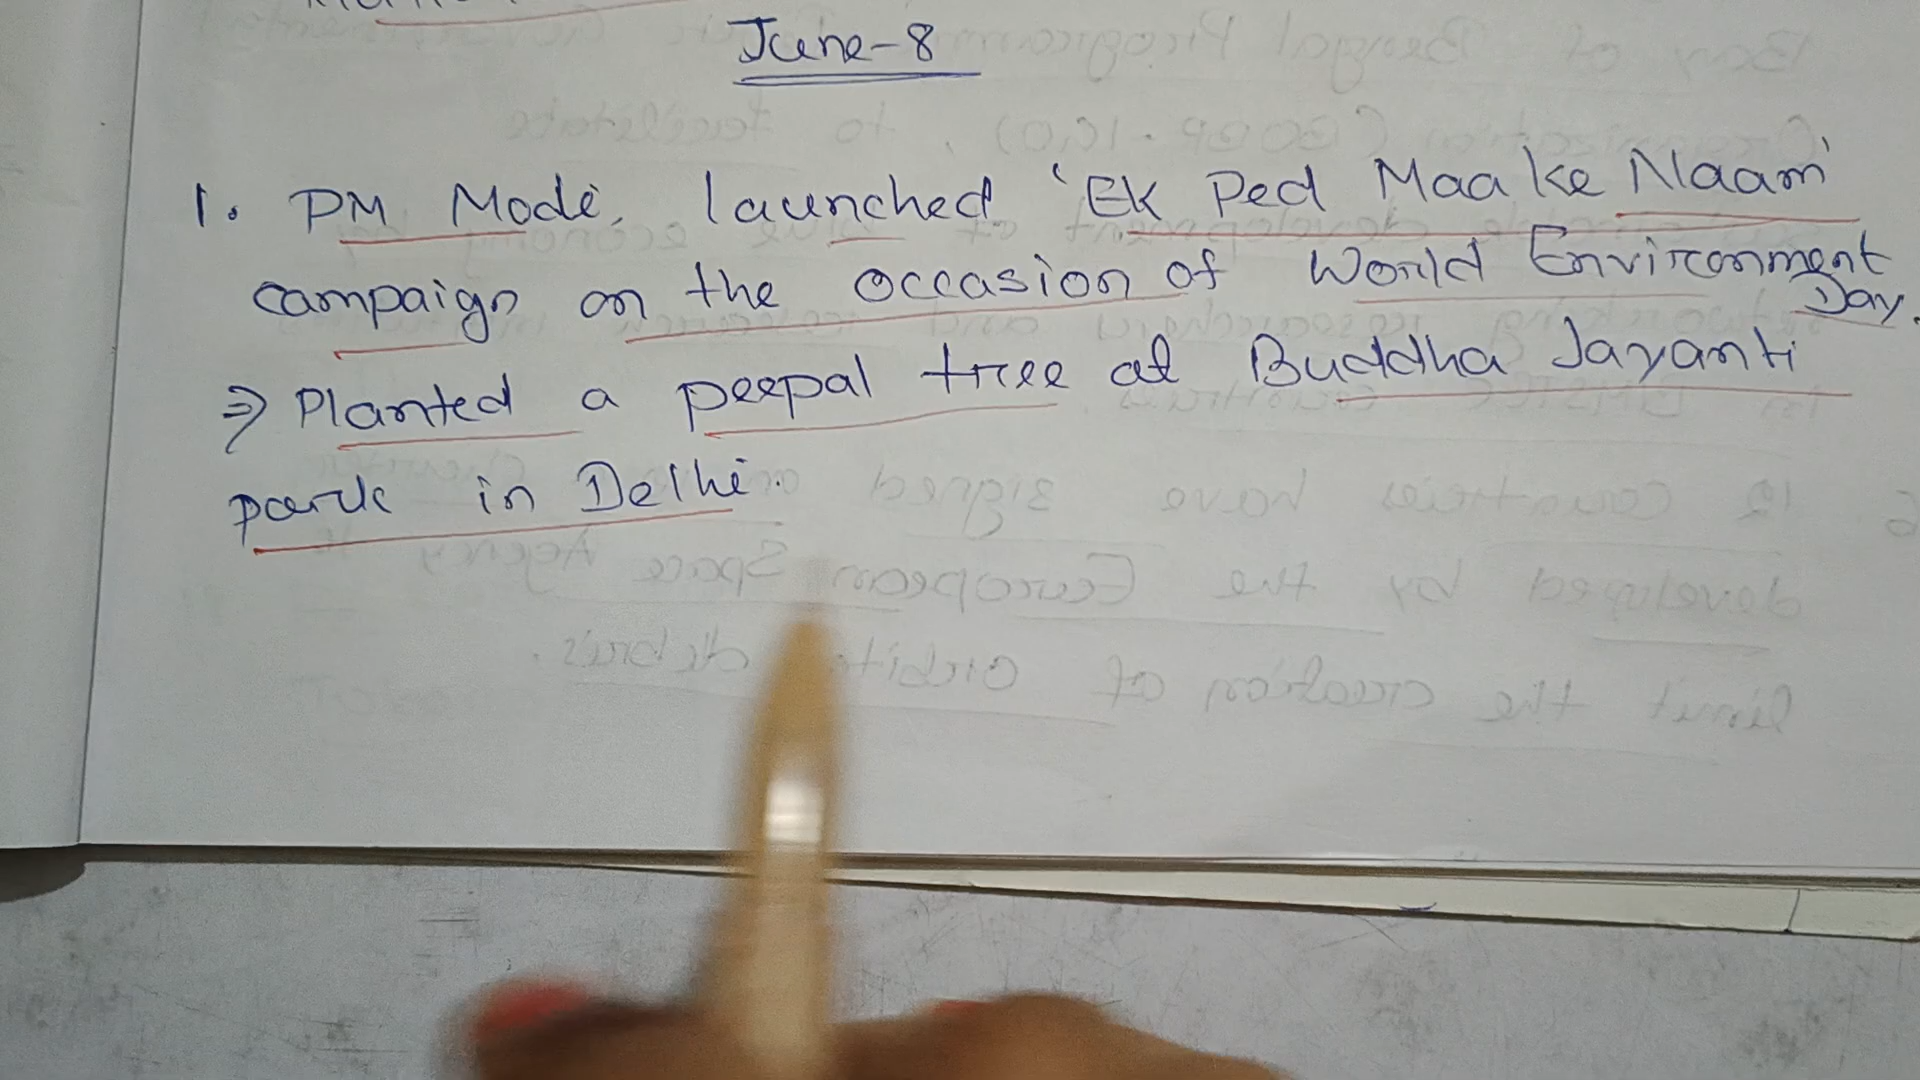 June-8
1. PM Modi, launched 'Ek Ped Maa ke Naam'
campaign on the occasion of World Environment
Day.
⇒ Planted a peepal tree at Buddha Jayanti
park in Delhi.